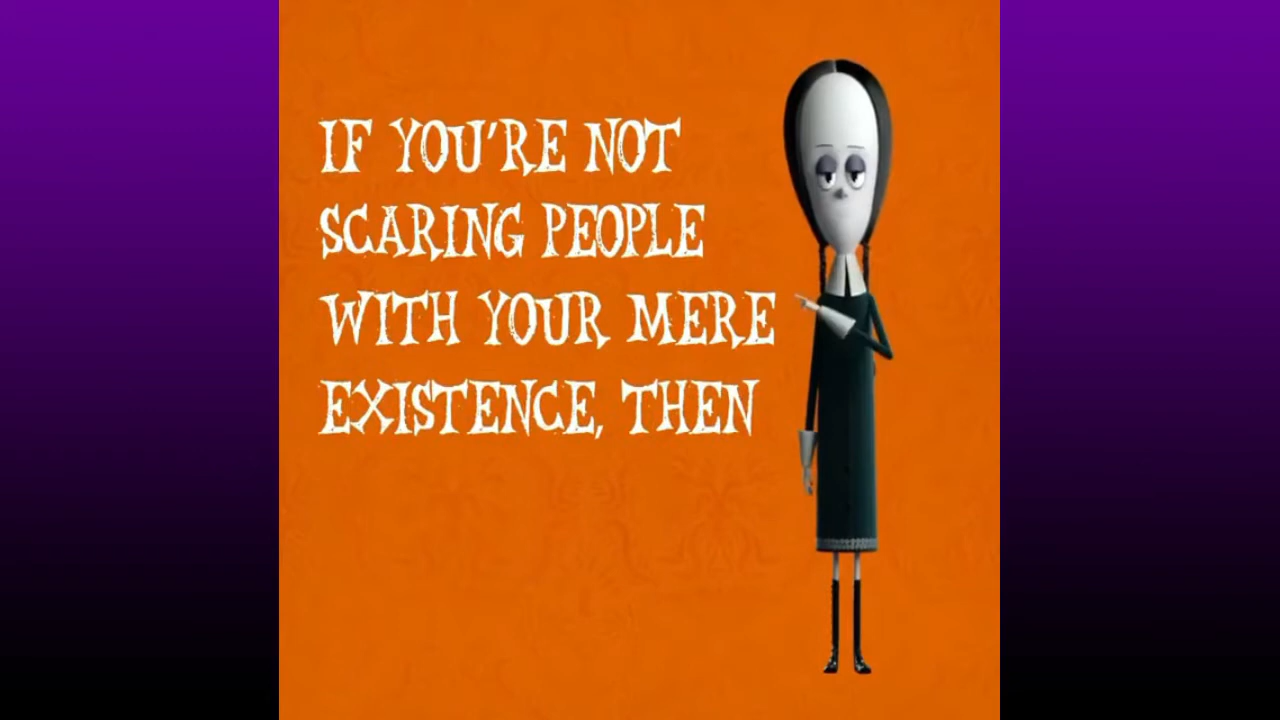 IF YOU'RE NOT
SCARING PEOPLE
WITH YOUR MERE
EXISTENCE, THEN